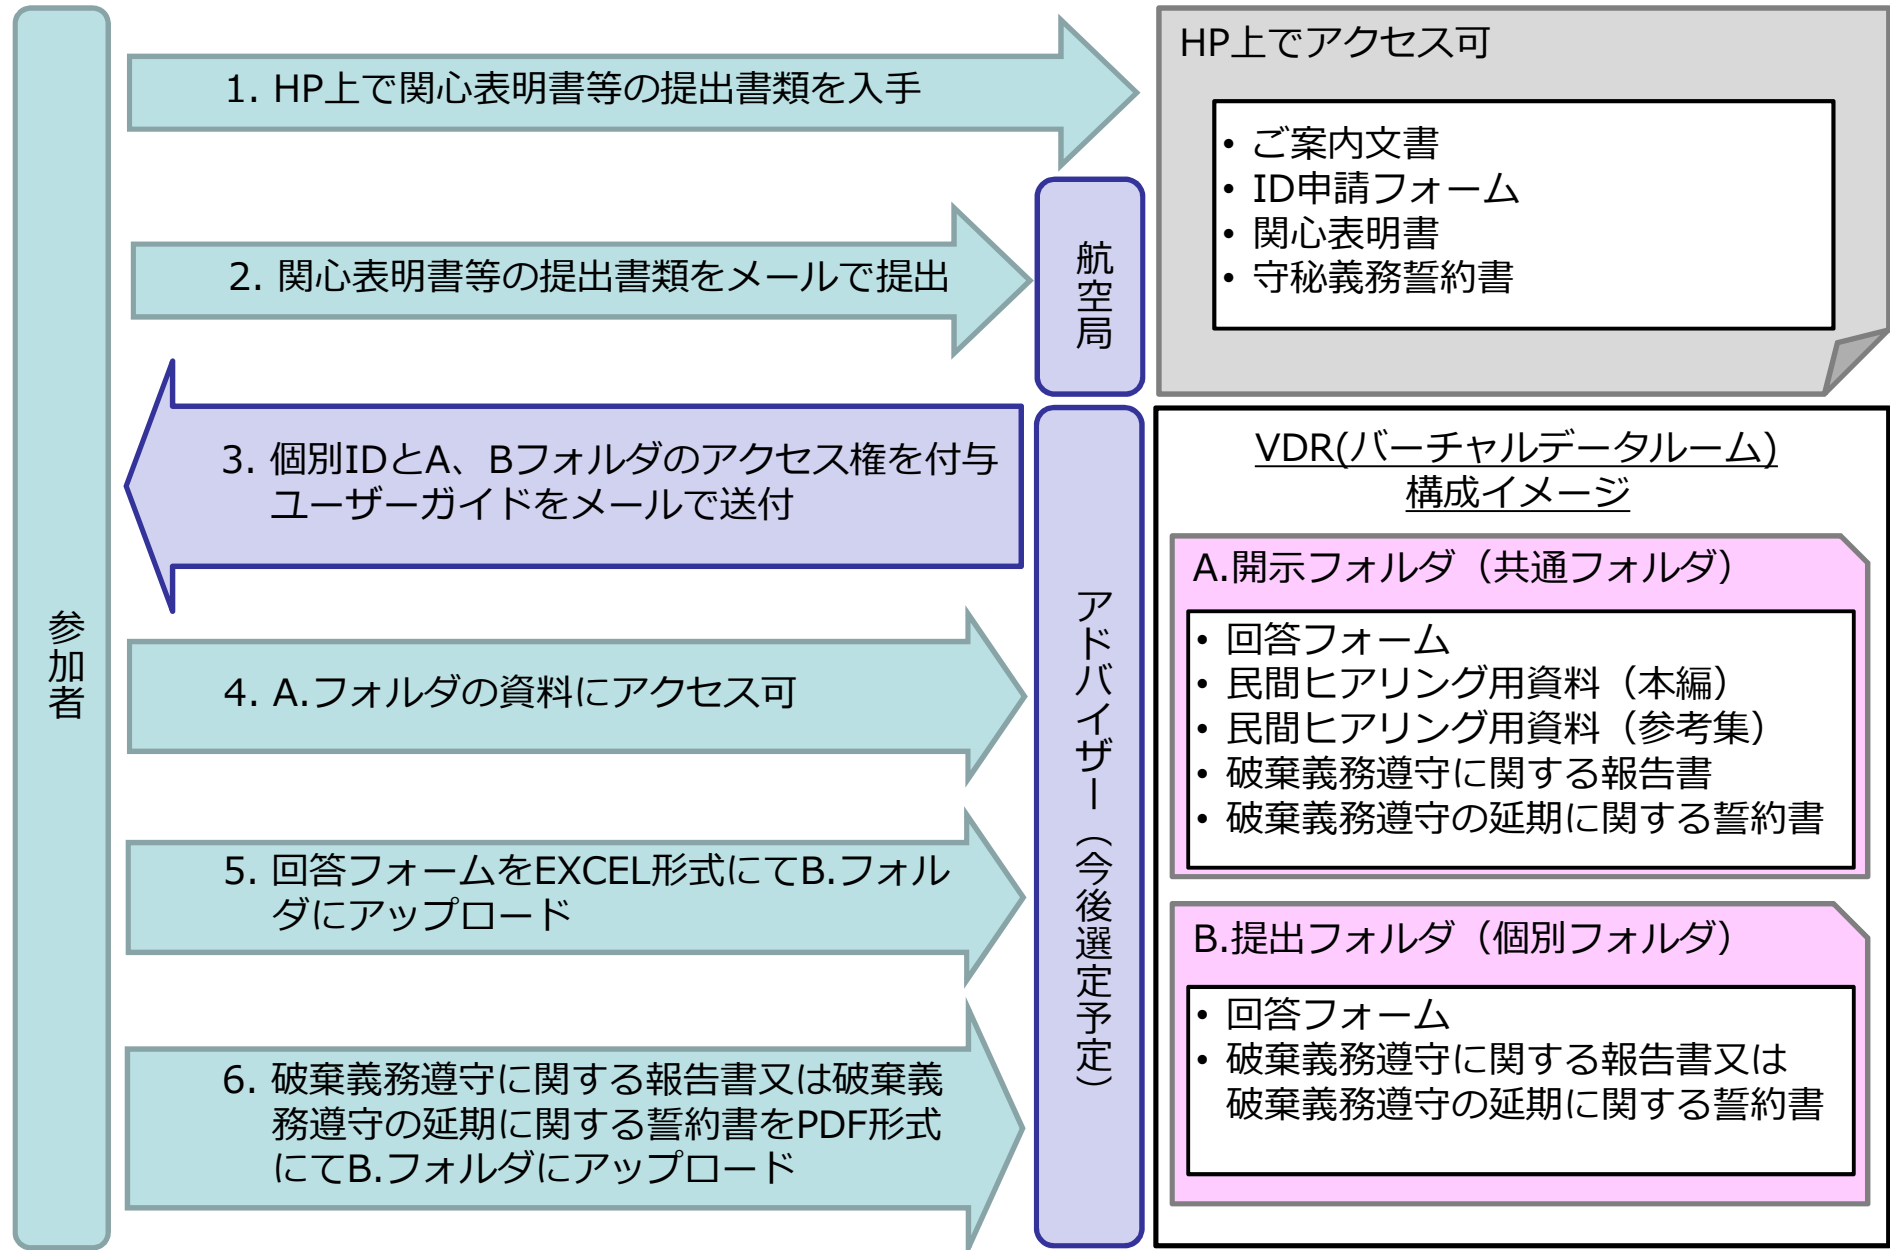 参加者
1. HP上で関心表明書等の提出書類を入手
2. 関心表明書等の提出書類をメールで提出
3. 個別IDとA、Bフォルダのアクセス権を付与
ユーザーガイドをメールで送付
4. A.フォルダの資料にアクセス可
5. 回答フォームをEXCEL形式にてB.フォル
ダにアップロード
6. 破棄義務遵守に関する報告書又は破棄義
務遵守の延期に関する誓約書をPDF形式
にてB.フォルダにアップロード
航空局
アドバイザー（今後選定予定）
HP上でアクセス可
• ご案内文書
• ID申請フォーム
• 関心表明書
• 守秘義務誓約書
VDR(バーチャルデータルーム)
構成イメージ
A.開示フォルダ（共通フォルダ）
• 回答フォーム
• 民間ヒアリング用資料（本編）
• 民間ヒアリング用資料（参考集）
• 破棄義務遵守に関する報告書
• 破棄義務遵守の延期に関する誓約書
B.提出フォルダ（個別フォルダ）
• 回答フォーム
• 破棄義務遵守に関する報告書又は
破棄義務遵守の延期に関する誓約書